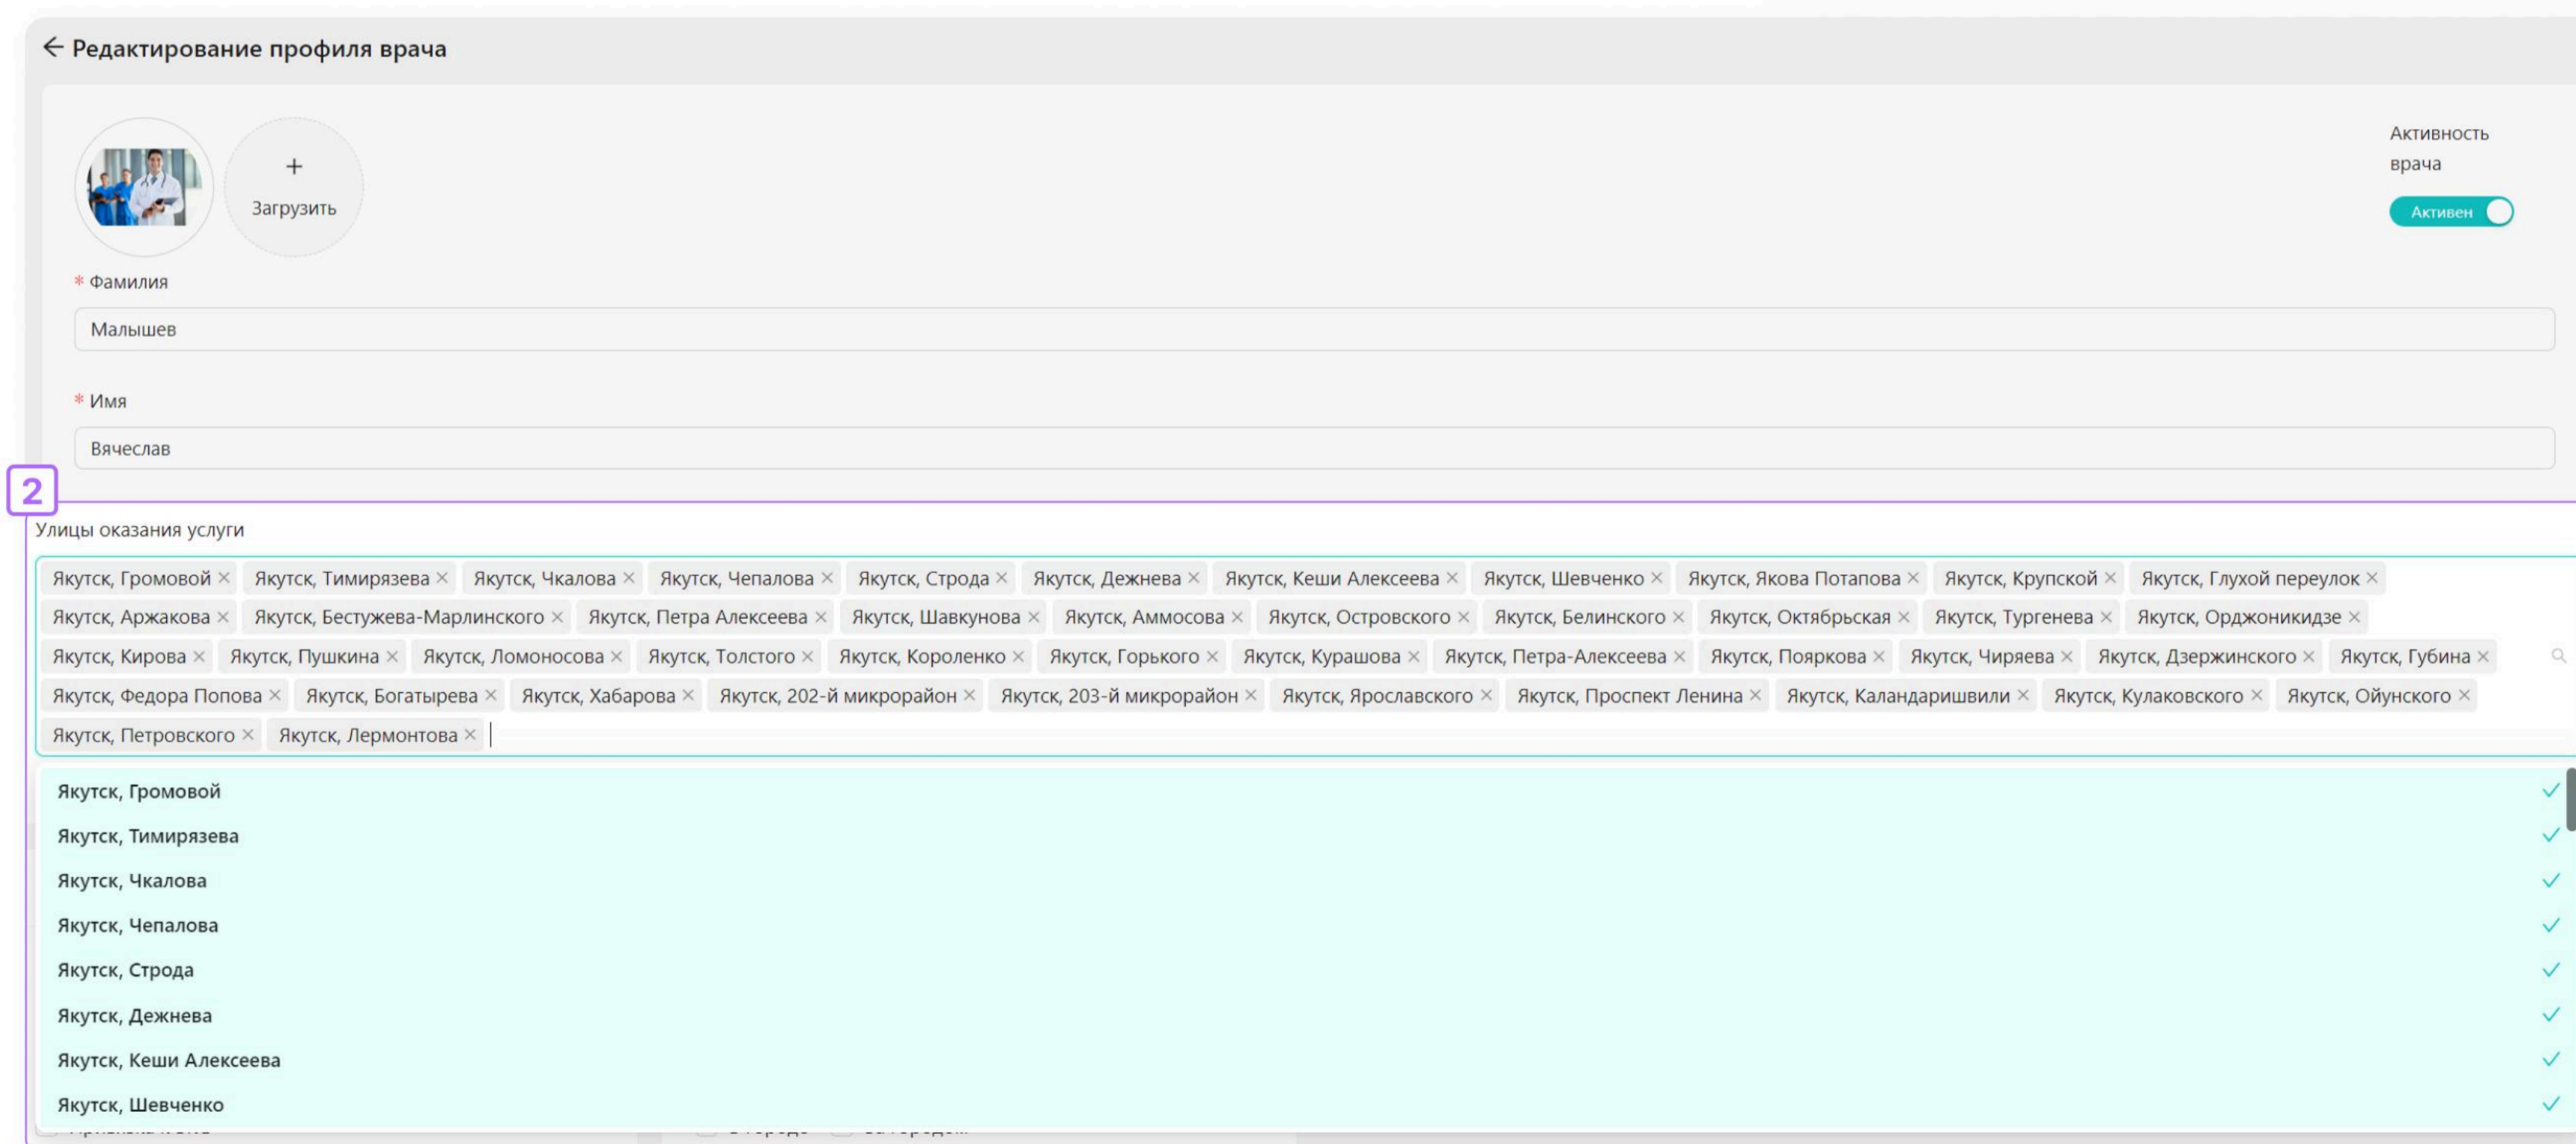 ← Редактирование профиля врача
Активность
врача
+
Загрузить
Активен
* Фамилия
Малышев
* Имя
Вячеслав
2
Улицы оказания услуги
Якутск, Громовой × Якутск, Тимирязева × Якутск, Чкалова × Якутск, Чепалова × Якутск, Строда × Якутск, Дежнева × Якутск, Кеши Алексеева × Якутск, Шевченко × Якутск, Якова Потапова × Якутск, Крупской × Якутск, Глухой переулок ×
Якутск, Аржакова × Якутск, Бестужева-Марлинского × Якутск, Петра Алексеева × Якутск, Шавкунова × Якутск, Аммосова × Якутск, Островского × Якутск, Белинского × Якутск, Октябрьская × Якутск, Тургенева × Якутск, Орджоникидзе ×
Якутск, Кирова × Якутск, Пушкина × Якутск, Ломоносова × Якутск, Толстого × Якутск, Короленко × Якутск, Горького × Якутск, Курашова × Якутск, Петра-Алексеева × Якутск, Пояркова × Якутск, Чиряева × Якутск, Дзержинского × Якутск, Губина ×
Якутск, Федора Попова × Якутск, Богатырева × Якутск, Хабарова × Якутск, 202-й микрорайон × Якутск, 203-й микрорайон × Якутск, Ярославского × Якутск, Проспект Ленина × Якутск, Каландаришвили × Якутск, Кулаковского × Якутск, Ойунского ×
Якутск, Петровского × Якутск, Лермонтова ×
Якутск, Громовой
Якутск, Тимирязева
Якутск, Чкалова
Якутск, Чепалова
Якутск, Строда
Якутск, Дежнева
Якутск, Кеши Алексеева
Якутск, Шевченко